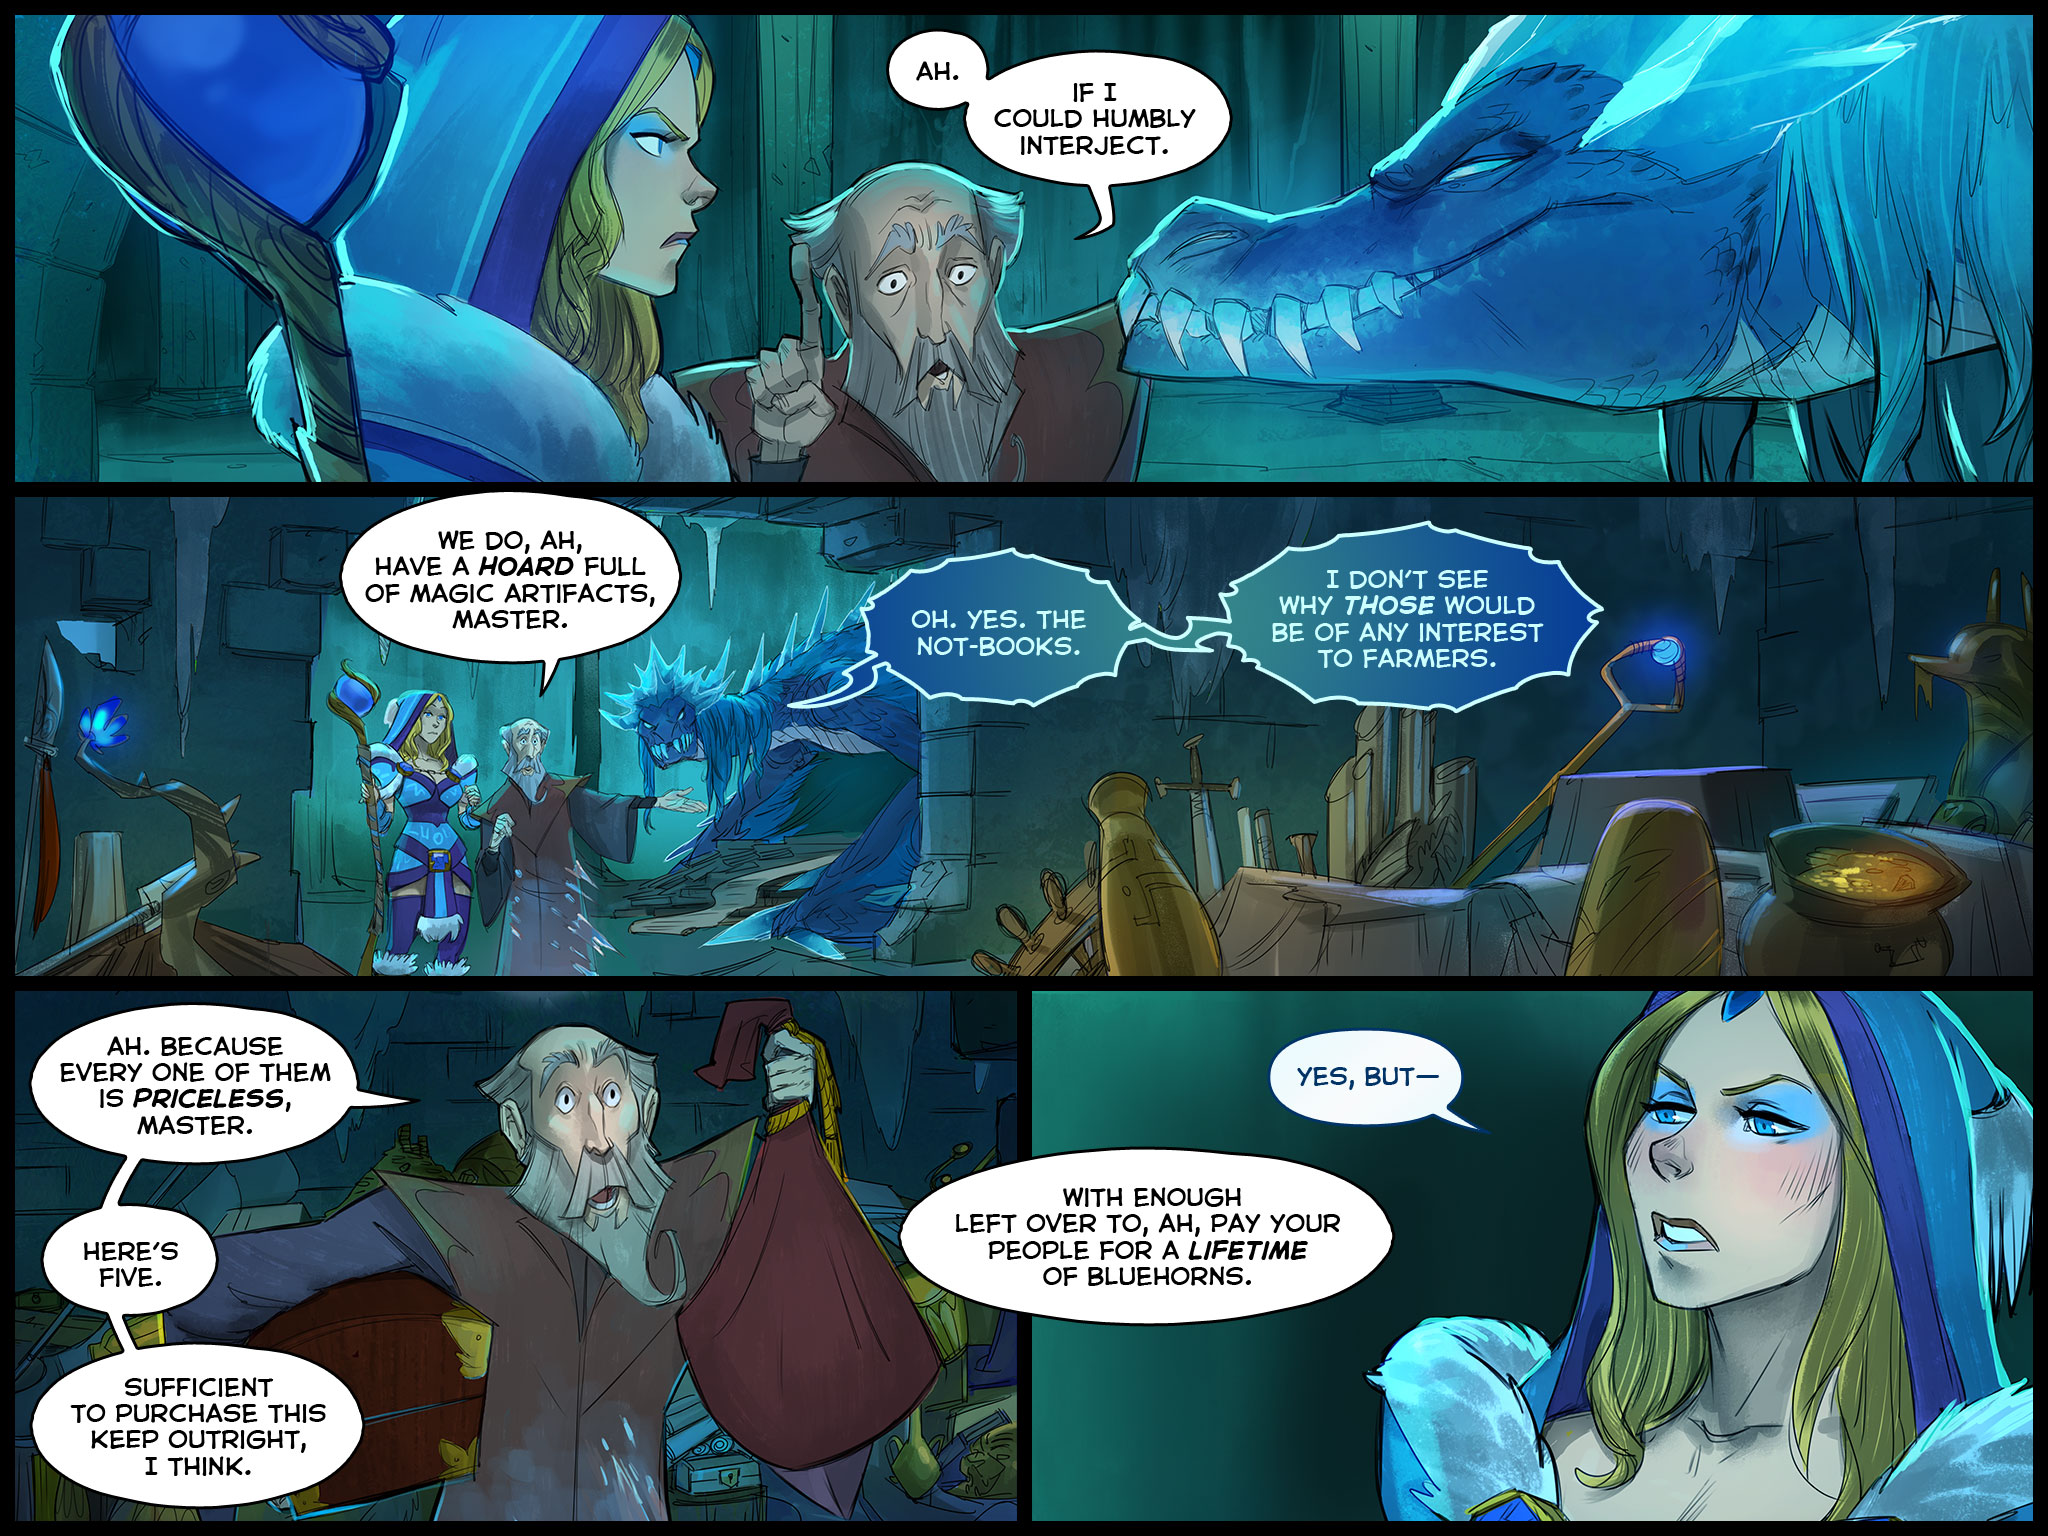 AH.
IF I
COULD HUMBLY
INTERJECT.
WE DO, AH,
HAVE A HOARD FULL
OF MAGIC ARTIFACTS,
MASTER.
OH. YES. THE
NOT-BOOKS.
I DON'T SEE
WHY THOSE WOULD
BE OF ANY INTEREST
TO FARMERS.
AH. BECAUSE
EVERY ONE OF THEM
IS PRICELESS,
MASTER.
HERE'S
FIVE.
SUFFICIENT
TO PURCHASE THIS
KEEP OUTRIGHT,
I THINK.
YES, BUT—
WITH ENOUGH
LEFT OVER TO, AH, PAY YOUR
PEOPLE FOR A LIFETIME
OF BLUEHORNS.